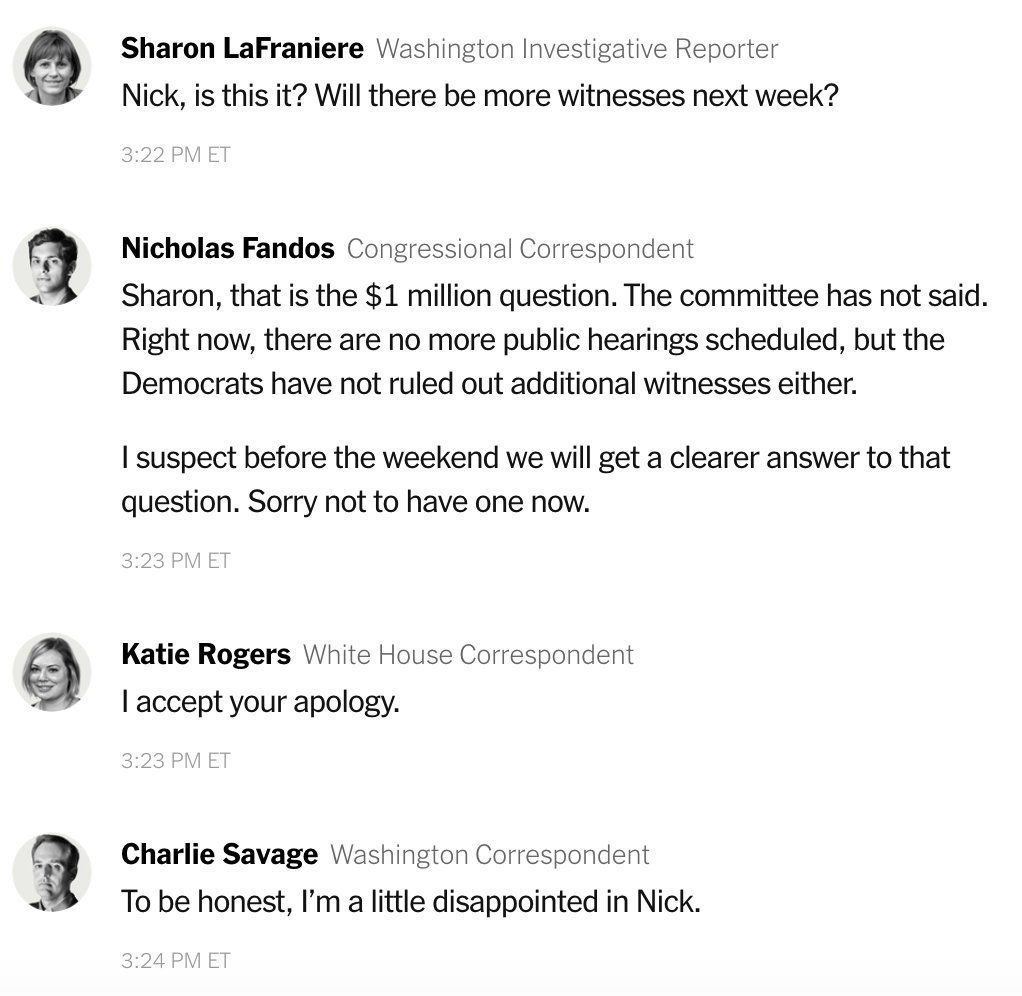 Sharon LaFraniere Washington Investigative Reporter
Nick, is this it? Will there be more witnesses next week?
3:22 PM ET
Nicholas Fandos Congressional Correspondent
Sharon, that is the $1 million question. The committee has not said.
Right now, there are no more public hearings scheduled, but the
Democrats have not ruled out additional witnesses either.
I suspect before the weekend we will get a clearer answer to that
question. Sorry not to have one now.
3:23 PM ET
Katie Rogers White House Correspondent
I accept your apology.
3:23 PM ET
Charlie Savage Washington Correspondent
To be honest, I’m a little disappointed in Nick.
3:24 PM ET